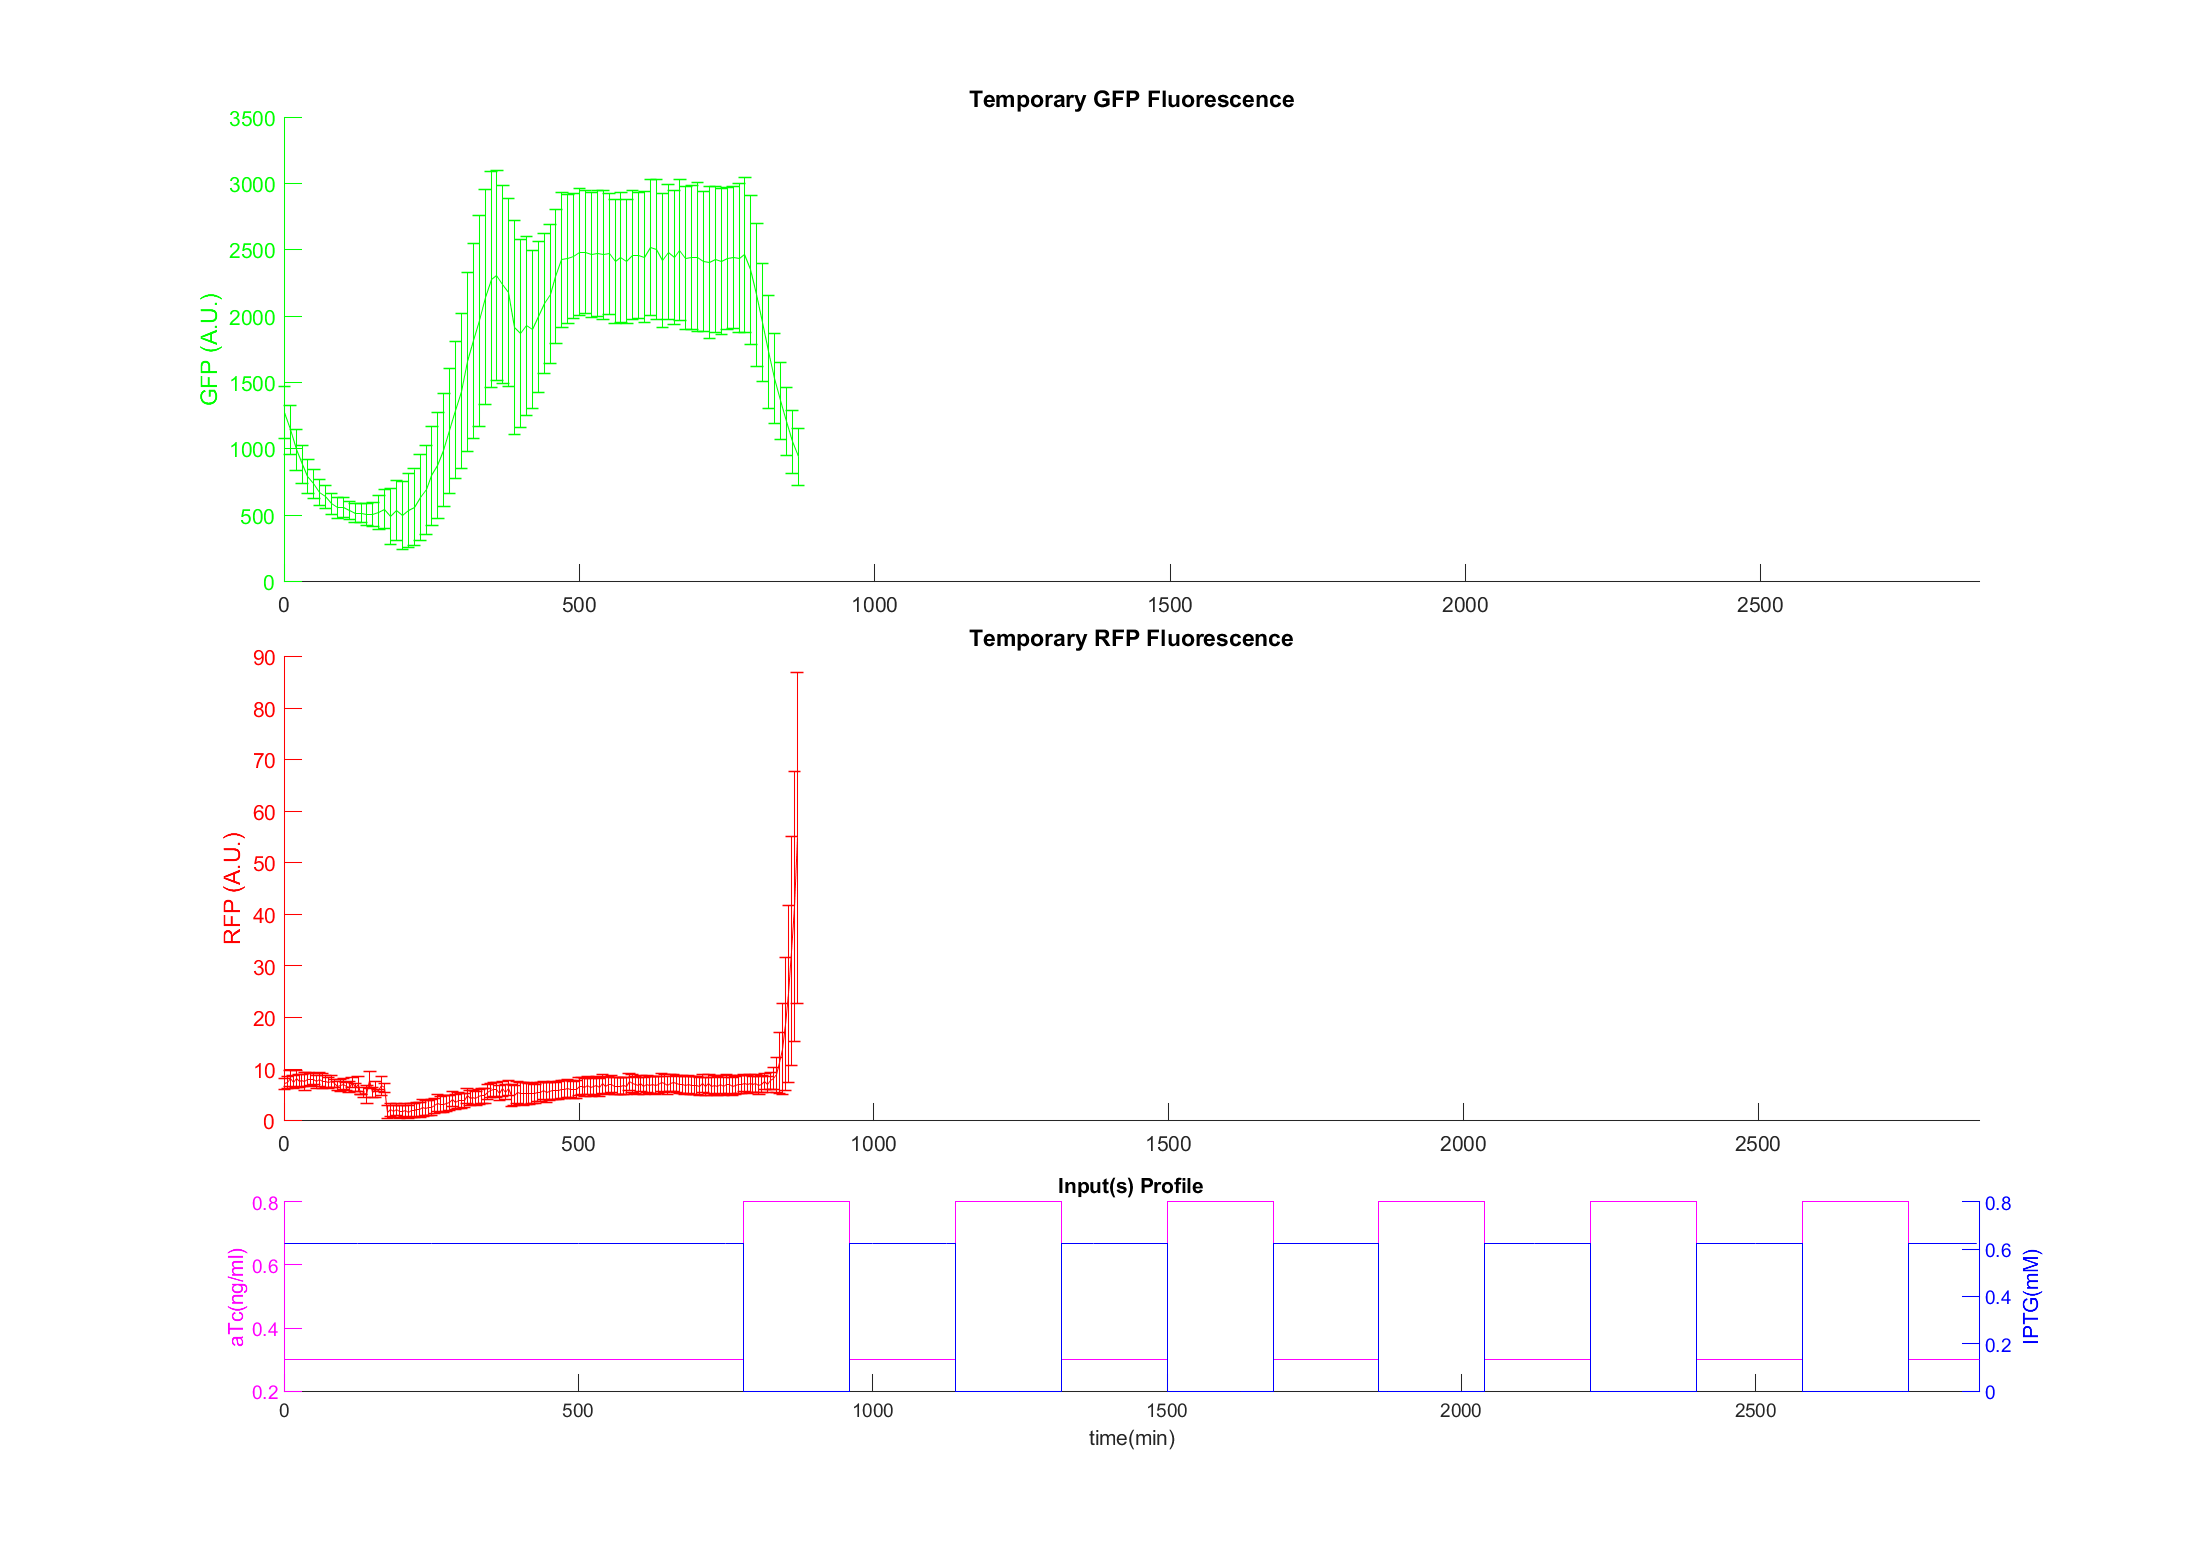 Temporary GFP Fluorescence
3500
3000
2500
2000
1500
1000
500
0
GFP (A.U.)
0 500 1000 1500 2000 2500
Temporary RFP Fluorescence
90
80
70
60
50
40
30
20
10
0
RFP (A.U.)
0 500 1000 1500 2000 2500
Input(s) Profile
0.8
0.6
0.4
0.2
aTc(ng/ml)
0.8
0.6
0.4
0.2
0
IPTG(mM)
0 500 1000 1500 2000 2500
time(min)